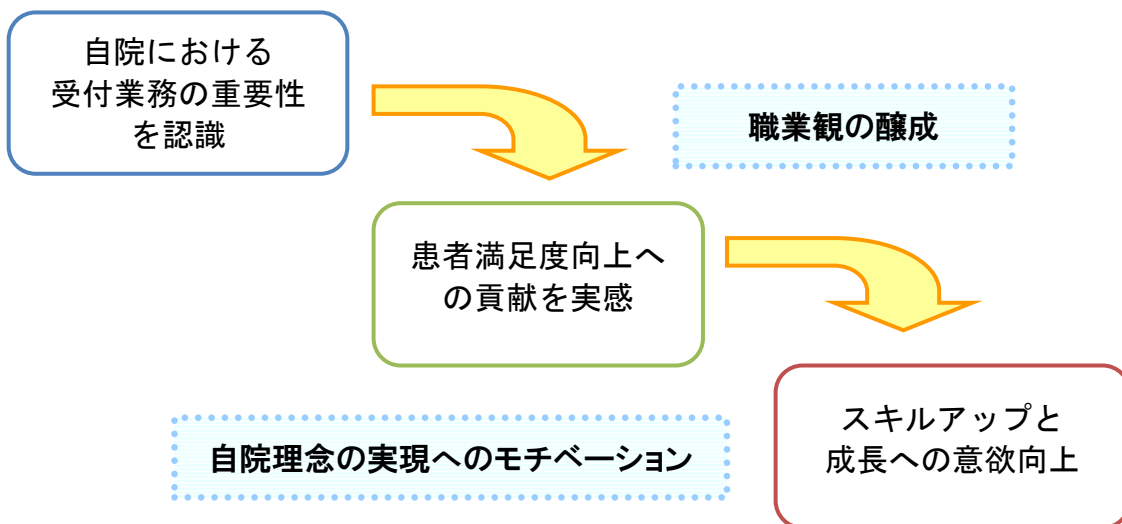 自院における
受付業務の重要性
を認識
職業観の醸成
患者満足度向上へ
の貢献を実感
自院理念の実現へのモチベーション
スキルアップと
成長への意欲向上